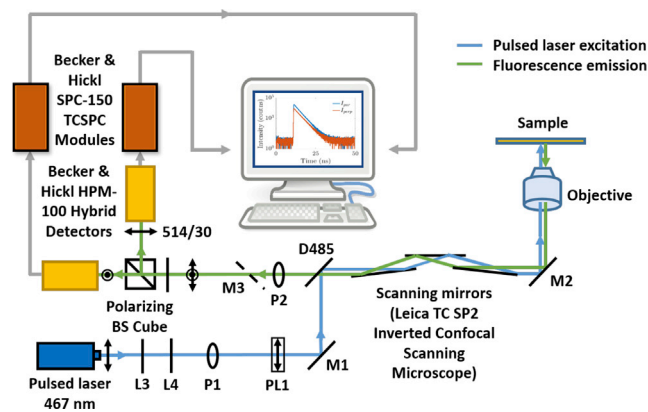 Becker &
Hickl
SPC-150
TCSPC
Modules
Becker &
Hickl HPM-
100 Hybrid
Detectors
514/30
Polarizing
BS Cube
Pulsed laser
467 nm
L3
L4
P1
PL1
M1
M3
P2
D485
Scanning mirrors
(Leica TC SP2
Inverted Confocal
Scanning
Microscope)
M2
Objective
Sample
Pulsed laser excitation
Fluorescence emission
Intensity (counts)
Time (ns)
0
50